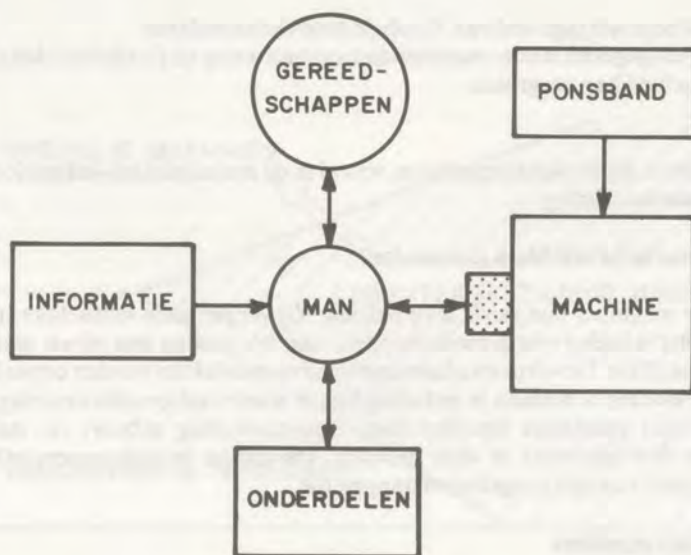 GEREED-
SCHAPPEN
PONSBAND
INFORMATIE
MAN
MACHINE
ONDERDELEN